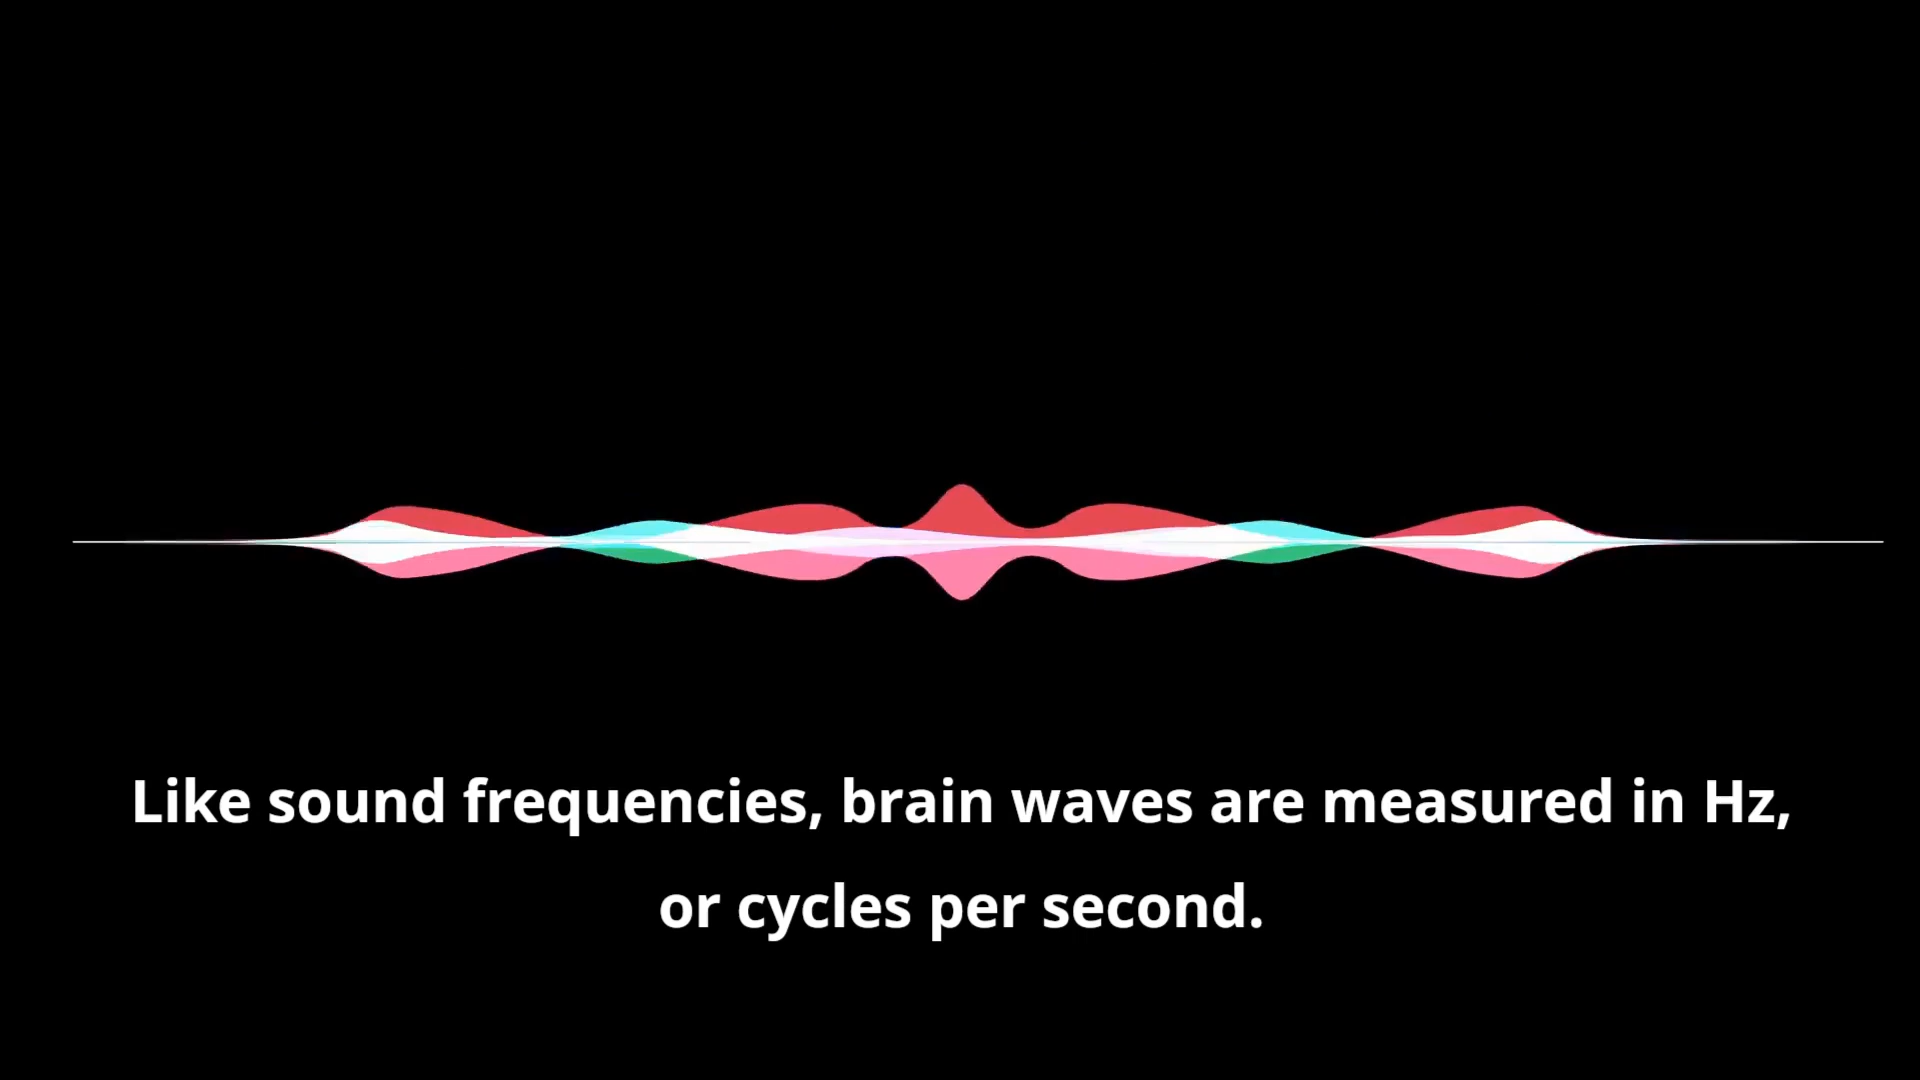 Like sound frequencies, brain waves are measured in Hz,
or cycles per second.